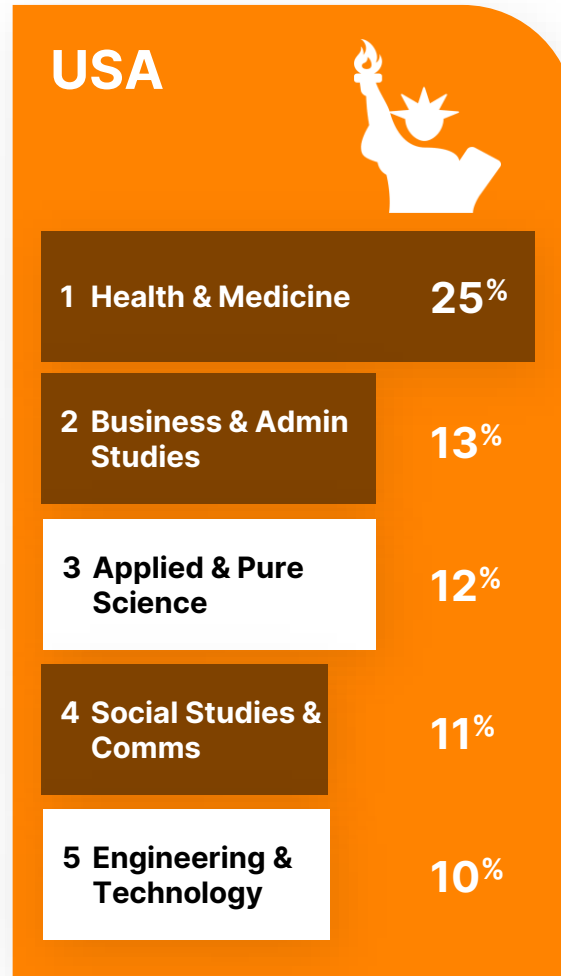 USA
1 Health & Medicine 25%
2 Business & Admin
Studies
13%
3 Applied & Pure
Science
12%
4 Social Studies &
Comms
11%
5 Engineering &
Technology
10%